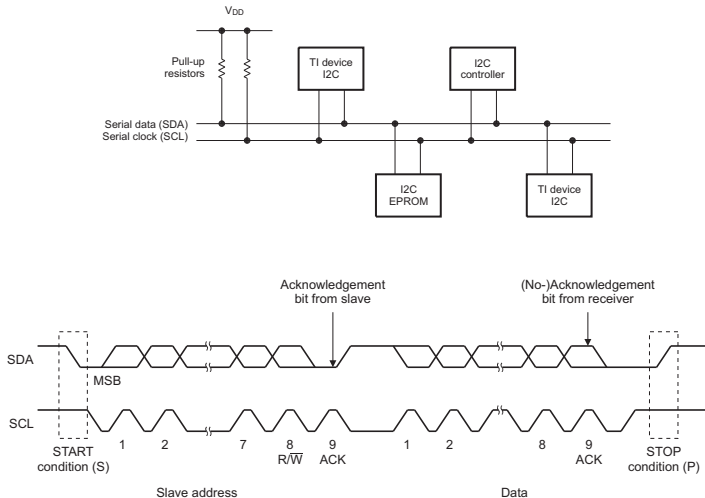 VDD
Pull-up
resistors
TI device
I2C
I2C
controller
Serial data (SDA)
Serial clock (SCL)
I2C
EPROM
TI device
I2C
Acknowledgement
bit from slave
(No-)Acknowledgement
bit from receiver
SDA
MSB
SCL
1
2
7
8
9
1
2
8
9
R/W̅
ACK
ACK
START
condition (S)
STOP
condition (P)
Slave address
Data